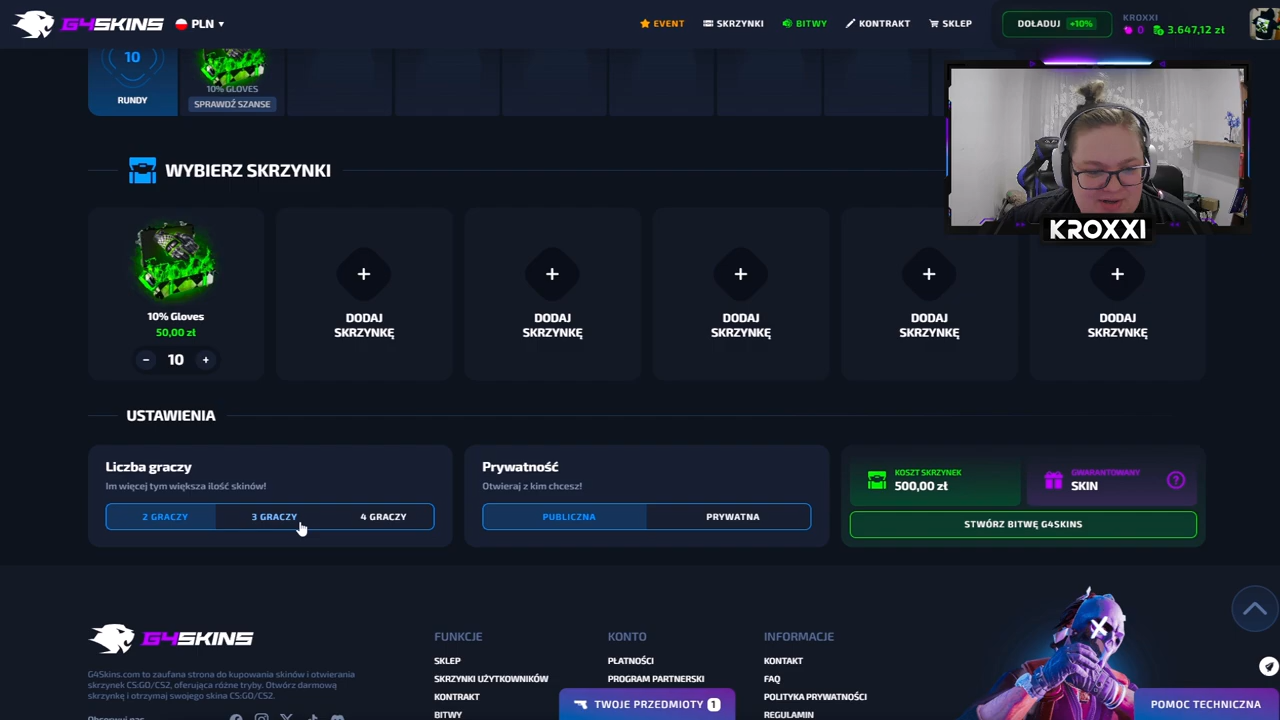 G4SKINS
PLN
EVENT
SKRZYNKI
BITWY
KONTRAKT
SKLEP
DOŁADUJ +10%
KROXXI
0 3.647,12 zł
10
RUNDY
10% GLOVES
SPRAWDŹ SZANSE
WYBIERZ SKRZYNKI
KROXXI
10% Gloves
50,00 zł
− 10 +
+
DODAJ
SKRZYNKĘ
+
DODAJ
SKRZYNKĘ
+
DODAJ
SKRZYNKĘ
+
DODAJ
SKRZYNKĘ
+
DODAJ
SKRZYNKĘ
USTAWIENIA
Liczba graczy
Im więcej tym większa ilość skinów!
2 GRACZY 3 GRACZY 4 GRACZY
Prywatność
Otwieraj z kim chcesz!
PUBLICZNA PRYWATNA
KOSZT SKRZYNEK
500,00 zł
GWARANTOWANY
SKIN
?
STWÓRZ BITWĘ G4SKINS
G4SKINS
G4Skins.com to zaufana strona do kupowania skinów i otwierania
skrzynek CS:GO/CS2, oferująca różne tryby. Otwórz darmową
skrzynkę i otrzymaj swojego skina CS:GO/CS2.
Obserwuj nas
FUNKCJE
SKLEP
SKRZYNKI UŻYTKOWNIKÓW
KONTRAKT
BITWY
KONTO
PŁATNOŚCI
PROGRAM PARTNERSKI
INFORMACJE
KONTAKT
FAQ
POLITYKA PRYWATNOŚCI
REGULAMIN
TWOJE PRZEDMIOTY 1
POMOC TECHNICZNA